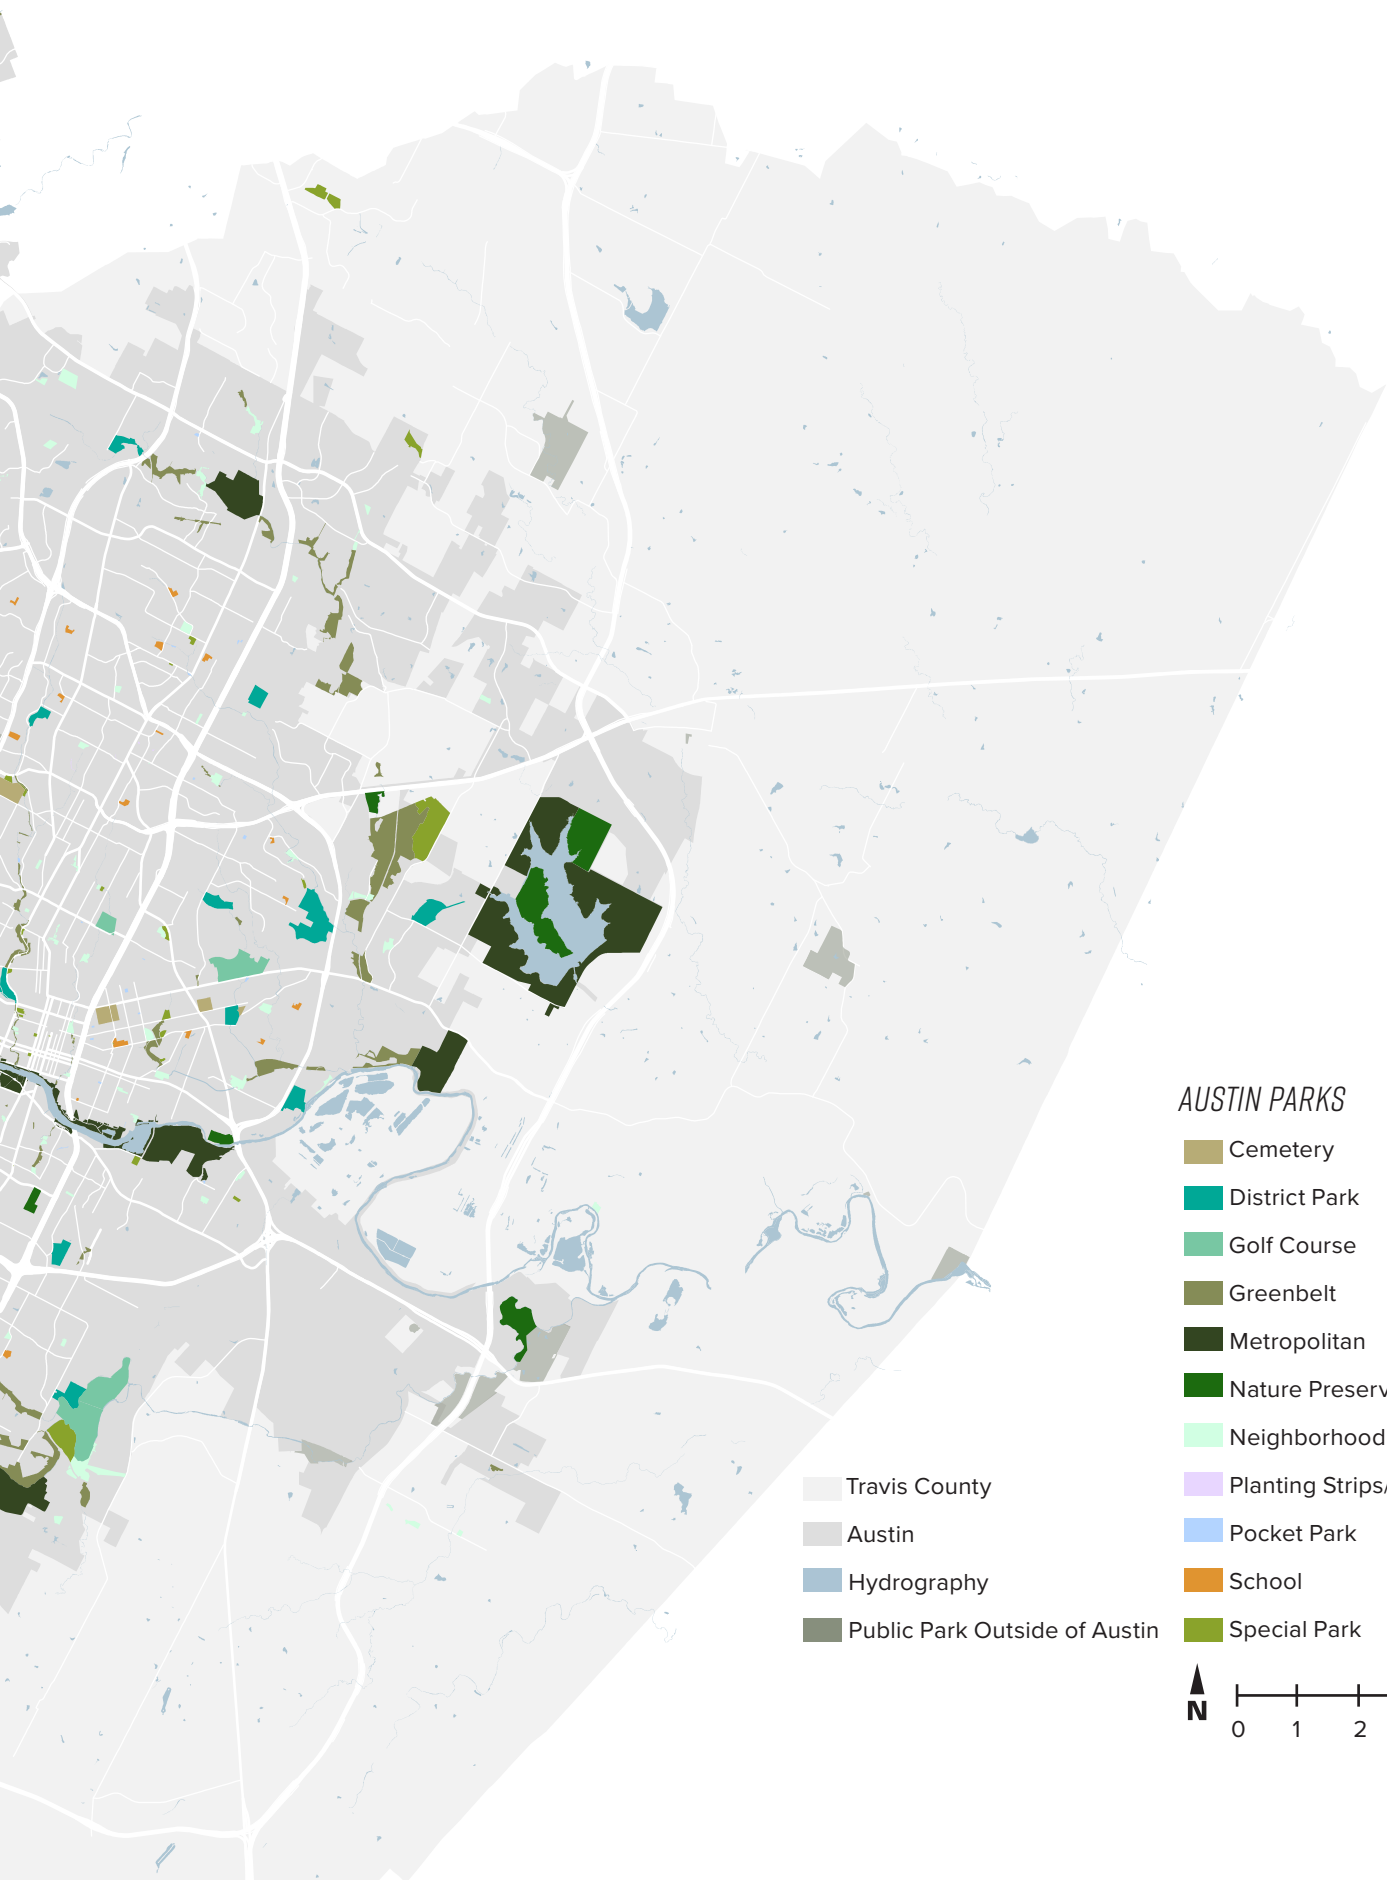 AUSTIN PARKS
Cemetery
District Park
Golf Course
Greenbelt
Metropolitan
Nature Preserv
Neighborhood
Planting Strips/
Pocket Park
School
Special Park
Travis County
Austin
Hydrography
Public Park Outside of Austin
N
0 1 2